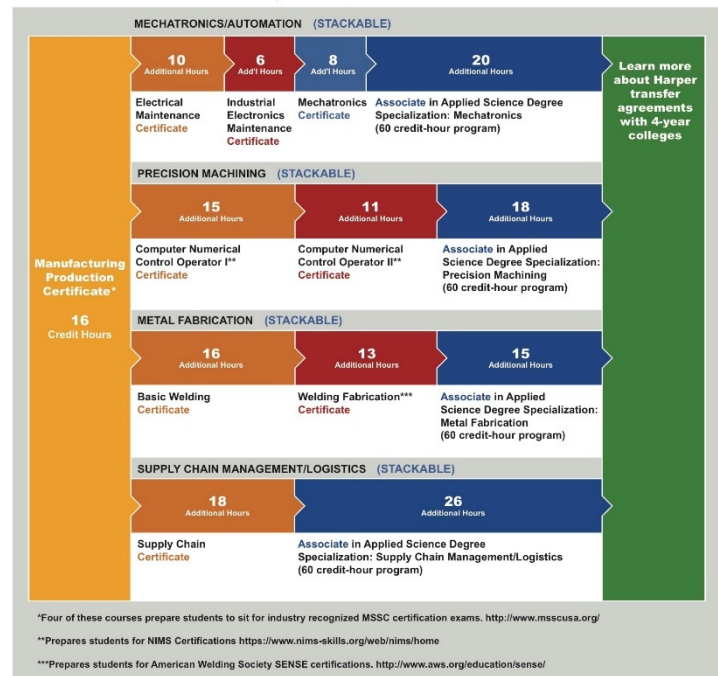 MECHATRONICS/AUTOMATION (STACKABLE)
10
Additional Hours
6
Add'l Hours
8
Add'l Hours
20
Additional Hours
Electrical
Maintenance
Certificate
Industrial
Electronics
Maintenance
Certificate
Mechatronics
Certificate
Associate in Applied Science Degree
Specialization: Mechatronics
(60 credit-hour program)
Learn more
about Harper
transfer
agreements
with 4-year
colleges
PRECISION MACHINING (STACKABLE)
15
Additional Hours
11
Additional Hours
18
Additional Hours
Computer Numerical
Control Operator I**
Certificate
Computer Numerical
Control Operator II**
Certificate
Associate in Applied
Science Degree Specialization:
Precision Machining
(60 credit-hour program)
Manufacturing
Production
Certificate*
16
Credit Hours
METAL FABRICATION (STACKABLE)
16
Additional Hours
13
Additional Hours
15
Additional Hours
Basic Welding
Certificate
Welding Fabrication***
Certificate
Associate in Applied
Science Degree Specialization:
Metal Fabrication
(60 credit-hour program)
SUPPLY CHAIN MANAGEMENT/LOGISTICS (STACKABLE)
18
Additional Hours
26
Additional Hours
Supply Chain
Certificate
Associate in Applied Science Degree
Specialization: Supply Chain Management/Logistics
(60 credit-hour program)
*Four of these courses prepare students to sit for industry recognized MSSC certification exams. http://www.msscusa.org/
**Prepares students for NIMS Certifications https://www.nims-skills.org/web/nims/home
***Prepares students for American Welding Society SENSE certifications. http://www.aws.org/education/sense/